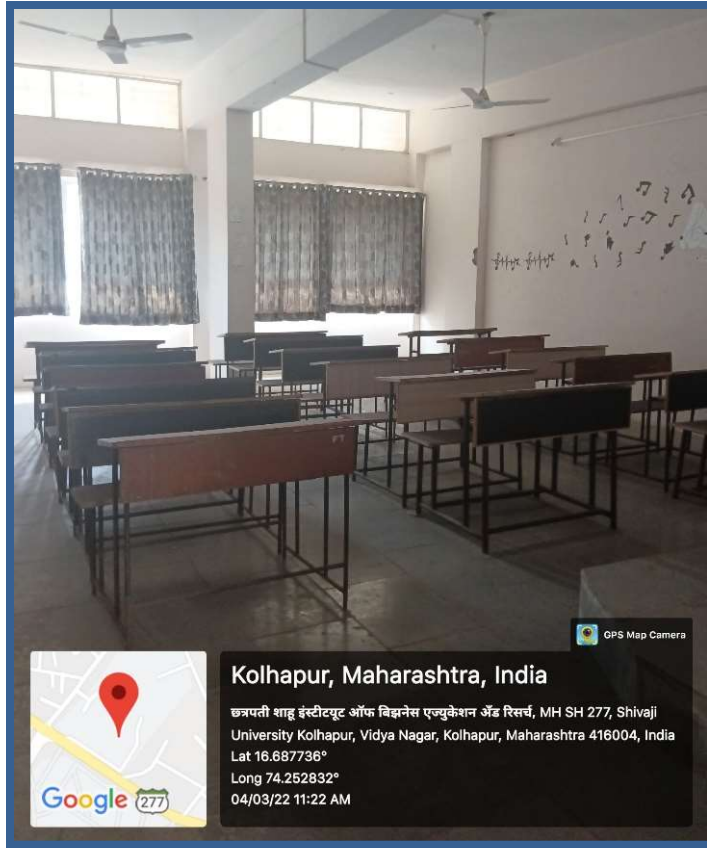 GPS Map Camera
Kolhapur, Maharashtra, India
छत्रपती शाहू इंस्टीटयूट ऑफ बिझनेस एज्युकेशन अँड रिसर्च, MH SH 277, Shivaji
University Kolhapur, Vidya Nagar, Kolhapur, Maharashtra 416004, India
Lat 16.687736°
Long 74.252832°
04/03/22 11:22 AM
Google 277